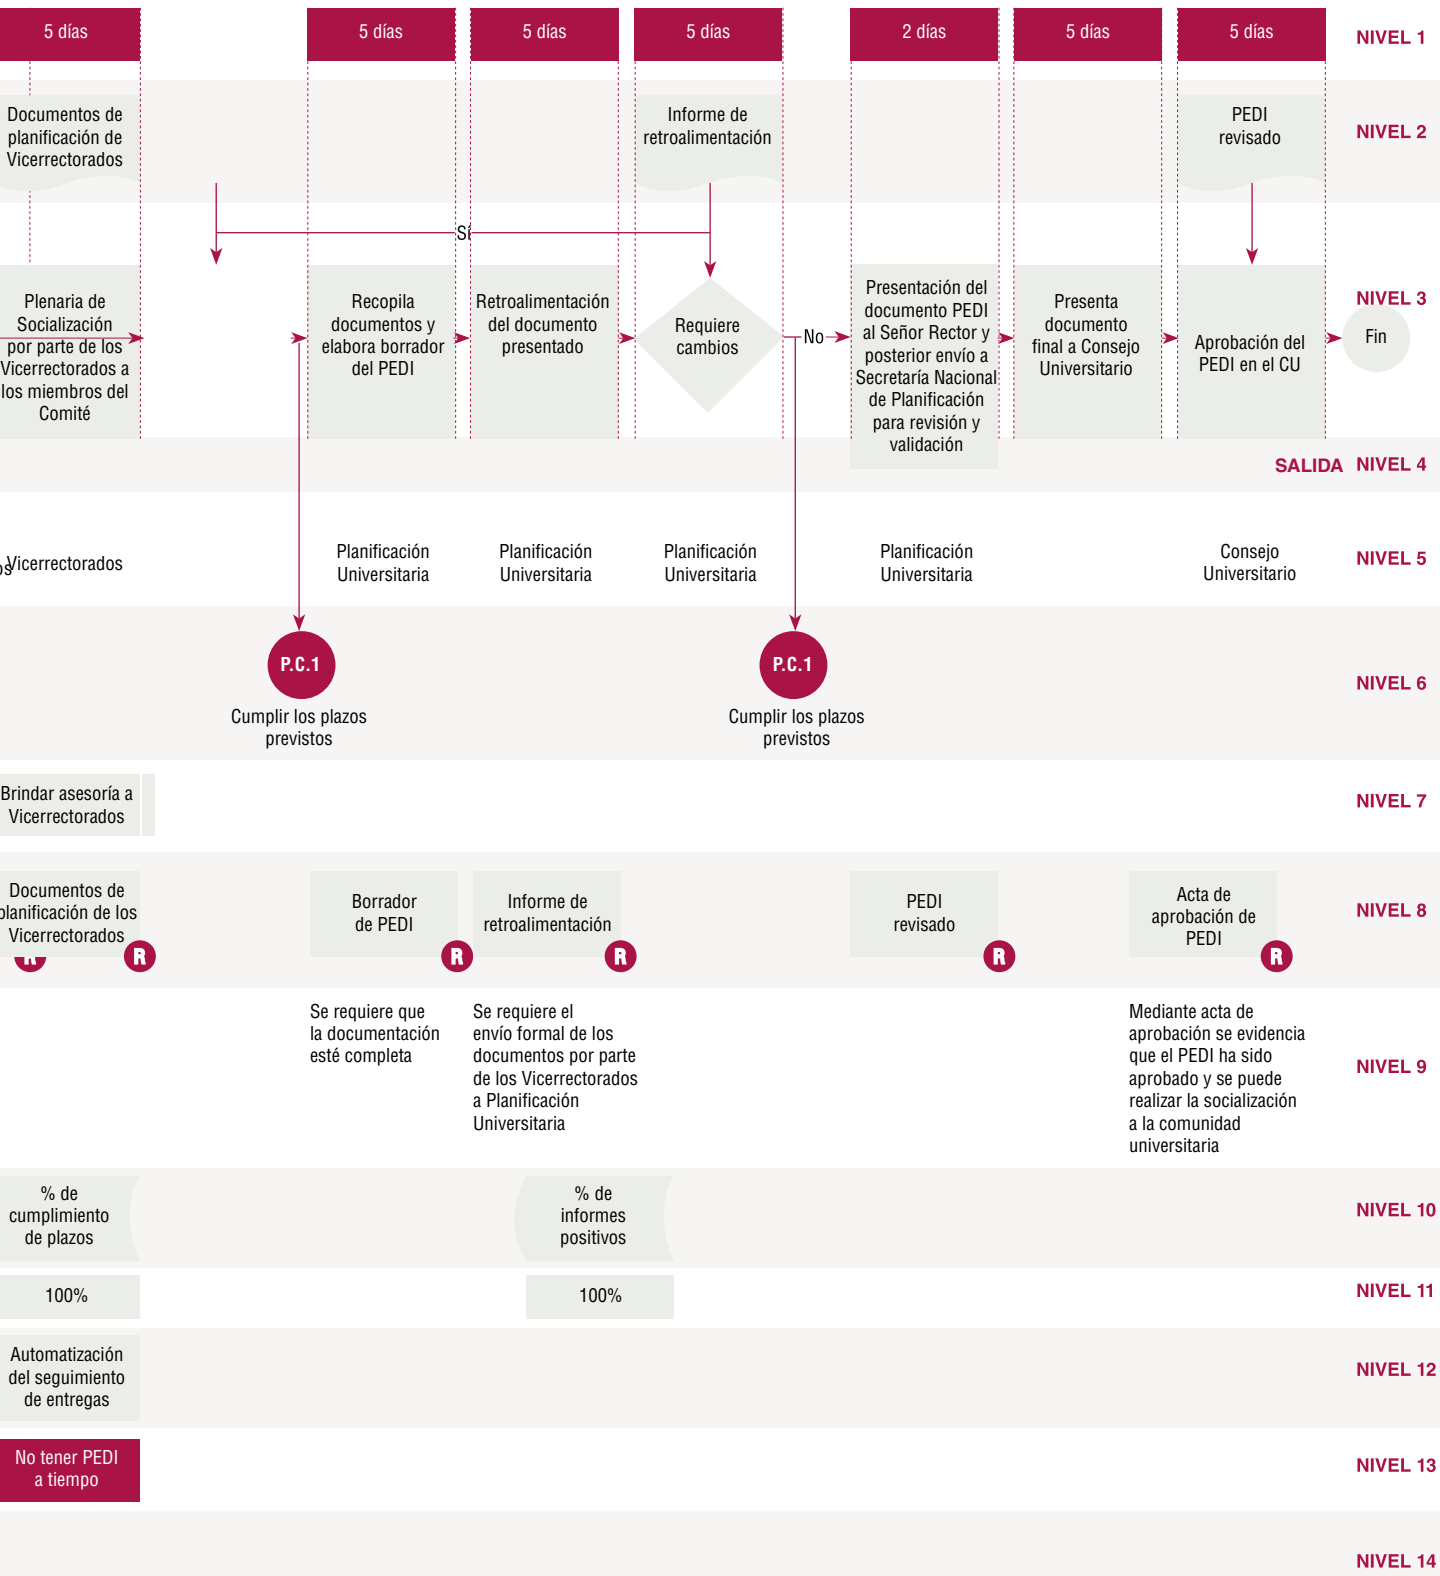 5 días
5 días
5 días
5 días
2 días
5 días
5 días
NIVEL 1
Documentos de
planificación de
Vicerrectorados
Informe de
retroalimentación
PEDI
revisado
NIVEL 2
Sí
Plenaria de
Socialización
por parte de los
Vicerrectorados a
los miembros del
Comité
Recopila
documentos y
elabora borrador
del PEDI
Retroalimentación
del documento
presentado
Requiere
cambios
No
Presentación del
documento PEDI
al Señor Rector y
posterior envío a
Secretaría Nacional
de Planificación
para revisión y
validación
Presenta
documento
final a Consejo
Universitario
Aprobación del
PEDI en el CU
Fin
NIVEL 3
SALIDA NIVEL 4
Vicerrectorados
Planificación
Universitaria
Planificación
Universitaria
Planificación
Universitaria
Planificación
Universitaria
Consejo
Universitario
NIVEL 5
P.C.1
Cumplir los plazos
previstos
P.C.1
Cumplir los plazos
previstos
NIVEL 6
Brindar asesoría a
Vicerrectorados
NIVEL 7
Documentos de
planificación de los
Vicerrectorados
R
R
Borrador
de PEDI
R
Informe de
retroalimentación
R
PEDI
revisado
R
Acta de
aprobación de
PEDI
R
NIVEL 8
Se requiere que
la documentación
esté completa
Se requiere el
envío formal de los
documentos por parte
de los Vicerrectorados
a Planificación
Universitaria
Mediante acta de
aprobación se evidencia
que el PEDI ha sido
aprobado y se puede
realizar la socialización
a la comunidad
universitaria
NIVEL 9
% de
cumplimiento
de plazos
% de
informes
positivos
NIVEL 10
100%
100%
NIVEL 11
Automatización
del seguimiento
de entregas
NIVEL 12
No tener PEDI
a tiempo
NIVEL 13
NIVEL 14